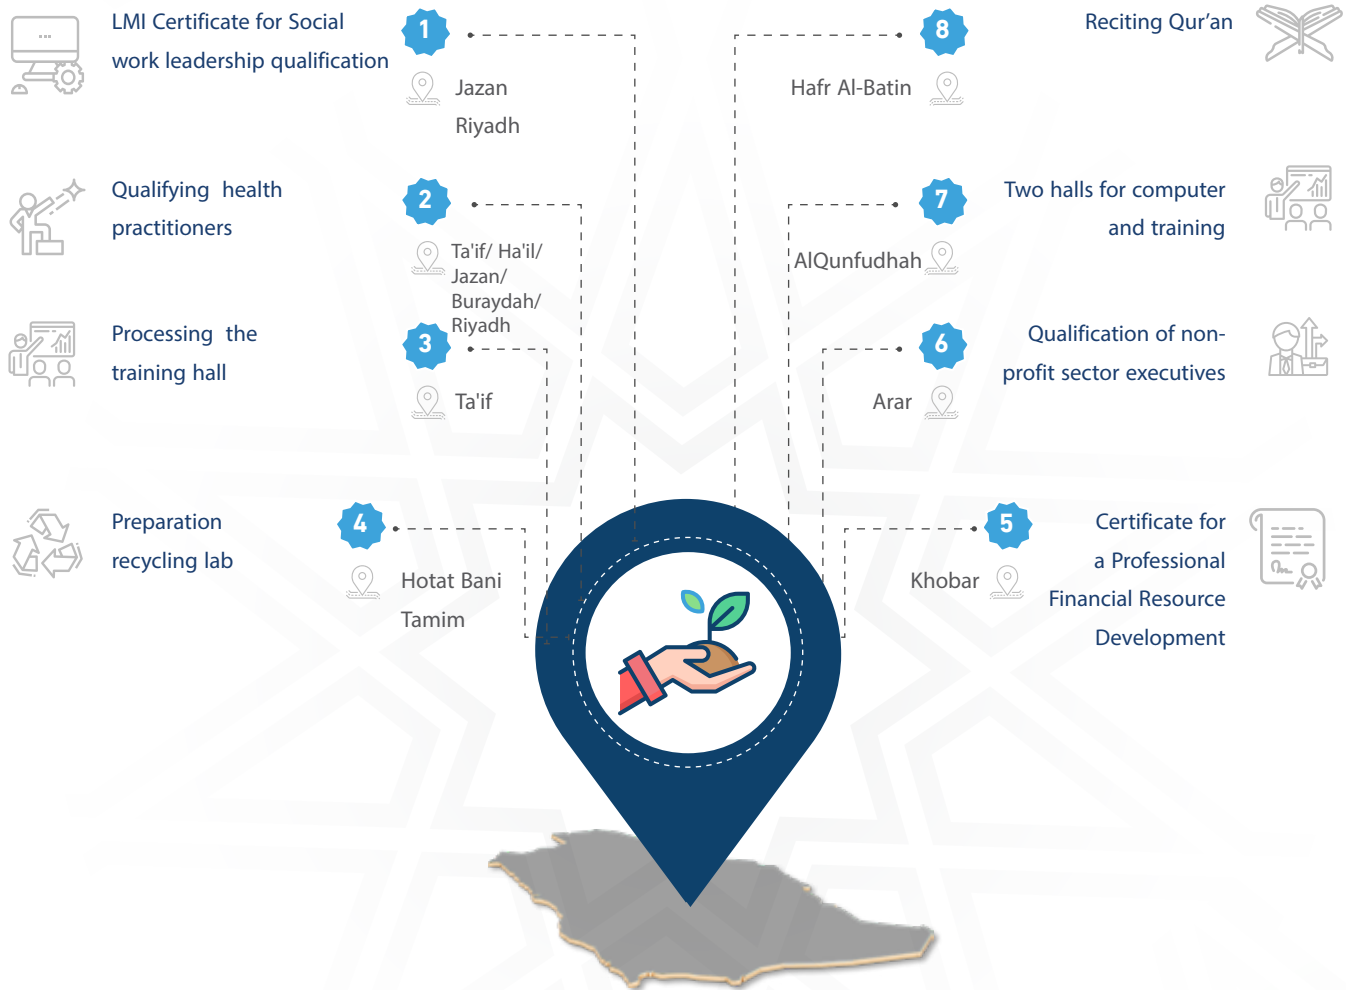 LMI Certificate for Social
work leadership qualification
1
Jazan
Riyadh
Qualifying health
practitioners
2
Ta'if/ Ha'il/
Jazan/
Buraydah/
Riyadh
Processing the
training hall
3
Ta'if
Preparation
recycling lab
4
Hotat Bani
Tamim
8
Reciting Qur’an
Hafr Al-Batin
7
Two halls for computer
and training
AlQunfudhah
6
Qualification of non-
profit sector executives
Arar
5
Certificate for
a Professional
Financial Resource
Development
Khobar